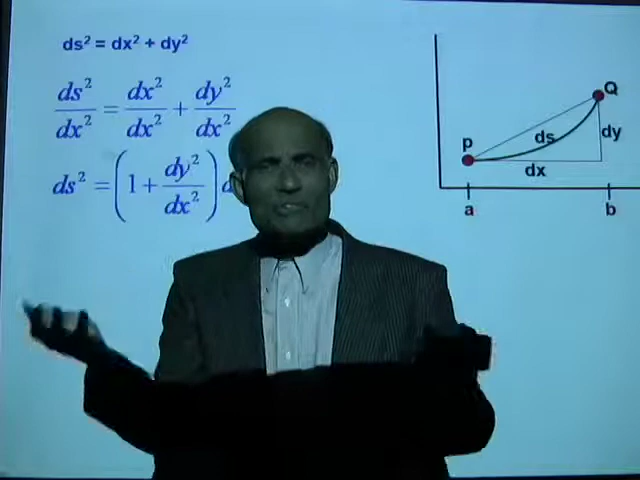 ds² = dx² + dy²
ds²/dx² = dx²/dx² + dy²/dx²
ds² = (1 + dy²/dx²)
Q
P
ds
dy
dx
a
b